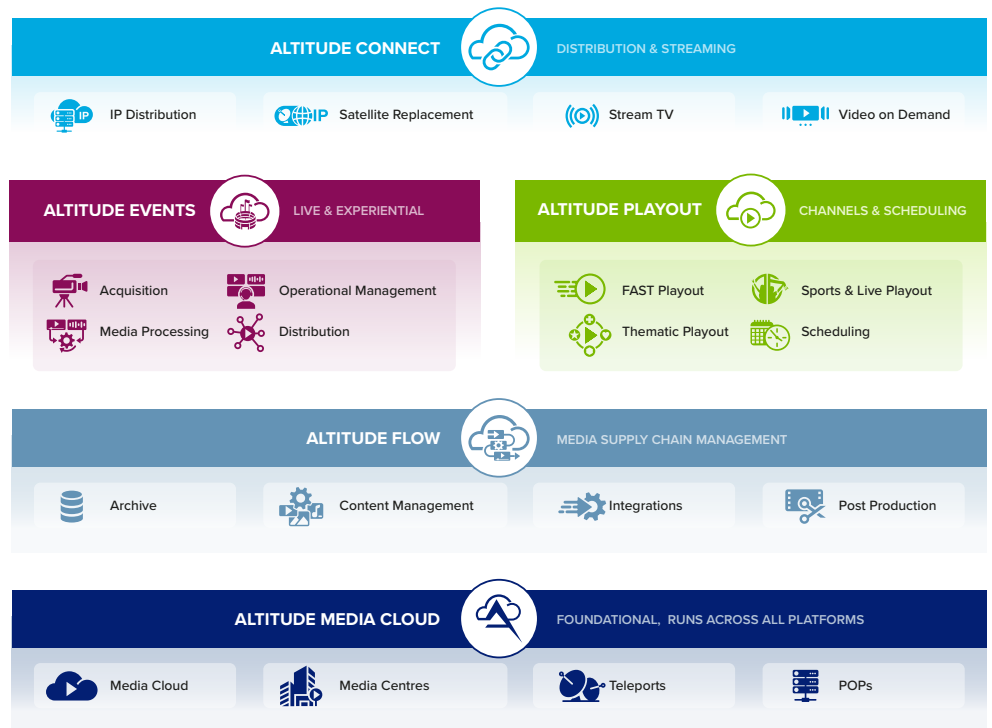 ALTITUDE CONNECT
DISTRIBUTION & STREAMING
IP
IP Distribution
IP
Satellite Replacement
Stream TV
Video on Demand
ALTITUDE EVENTS
LIVE & EXPERIENTIAL
Acquisition
Operational Management
Media Processing
Distribution
ALTITUDE PLAYOUT
CHANNELS & SCHEDULING
FAST Playout
Sports & Live Playout
Thematic Playout
Scheduling
ALTITUDE FLOW
MEDIA SUPPLY CHAIN MANAGEMENT
Archive
Content Management
Integrations
Post Production
ALTITUDE MEDIA CLOUD
FOUNDATIONAL, RUNS ACROSS ALL PLATFORMS
Media Cloud
Media Centres
Teleports
POPs